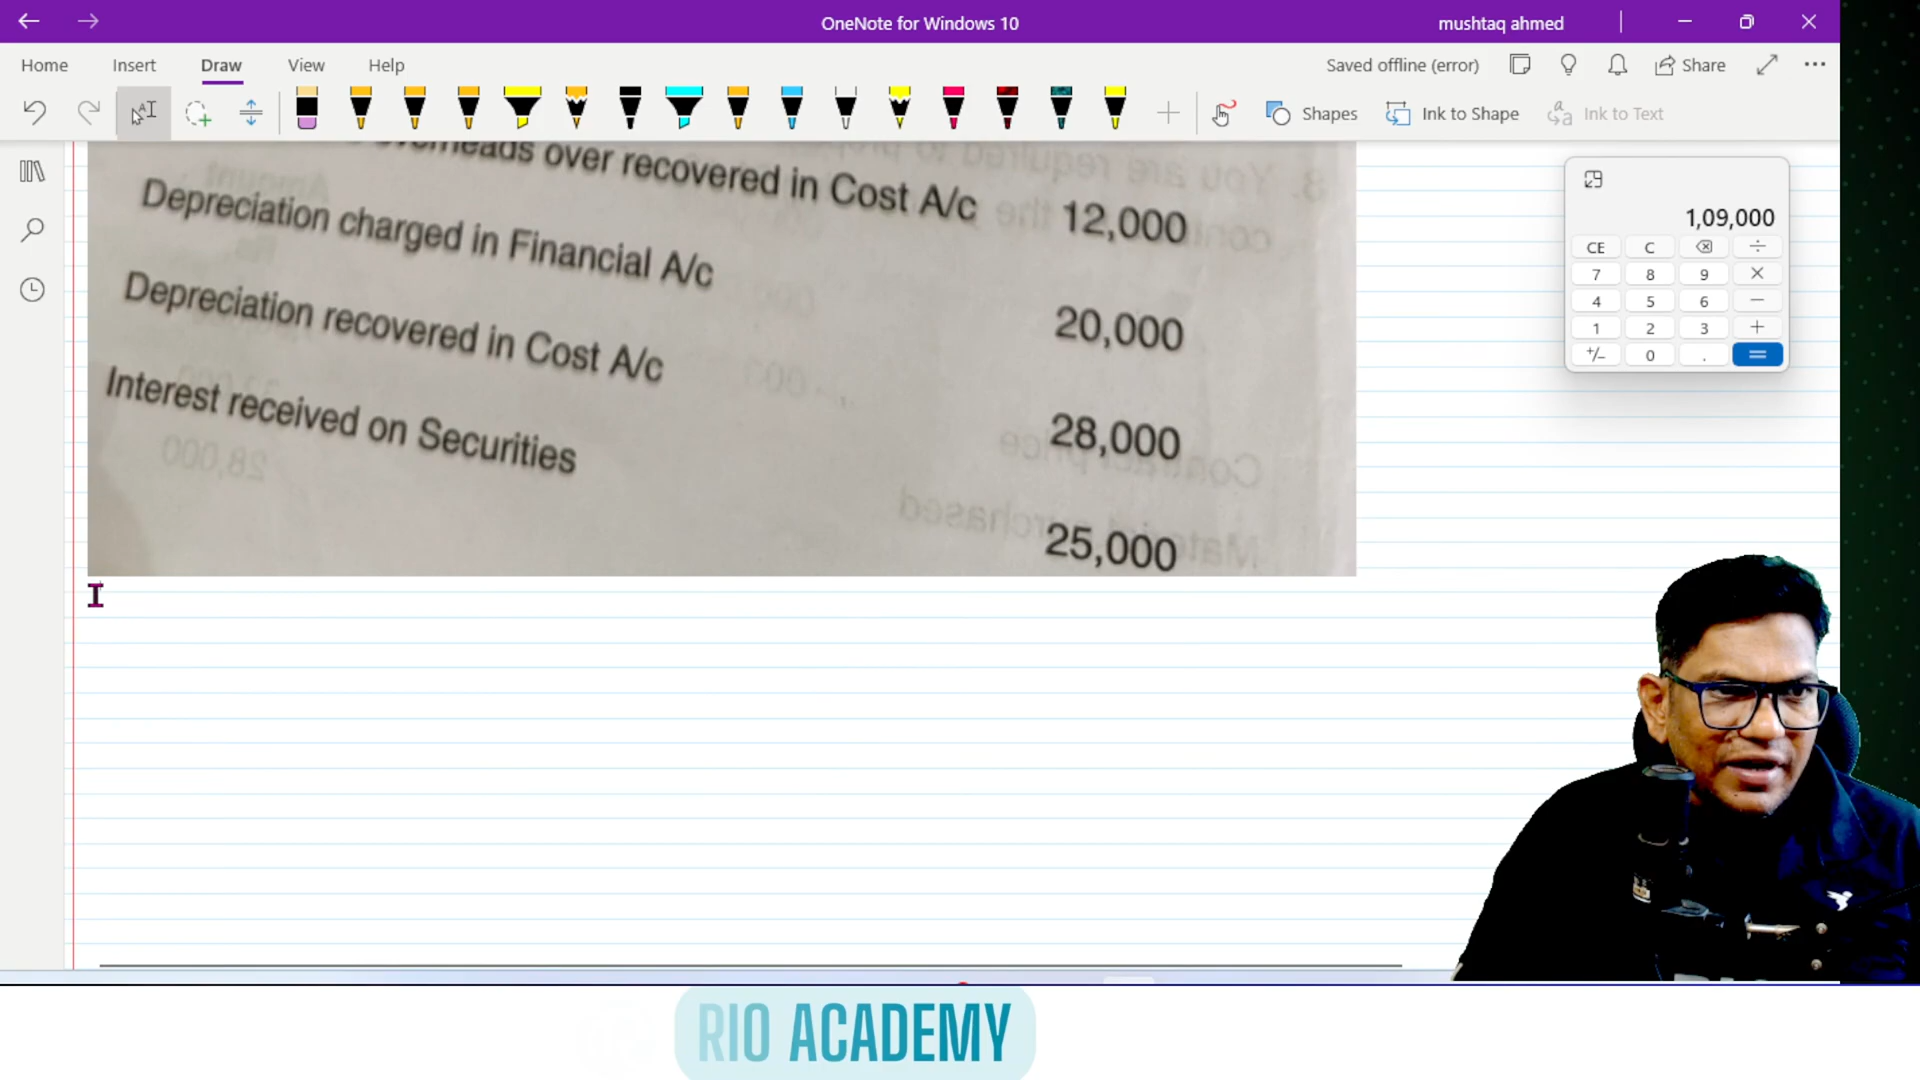 OneNote for Windows 10
mushtaq ahmed
Home Insert Draw View Help
Saved offline (error)
Share
Shapes
Ink to Shape
Ink to Text
overheads over recovered in Cost A/c 12,000
Depreciation charged in Financial A/c 20,000
Depreciation recovered in Cost A/c 28,000
Interest received on Securities 25,000
1,09,000
CE C ÷
7 8 9 ×
4 5 6 −
1 2 3 +
+/− 0 . =
RIO ACADEMY